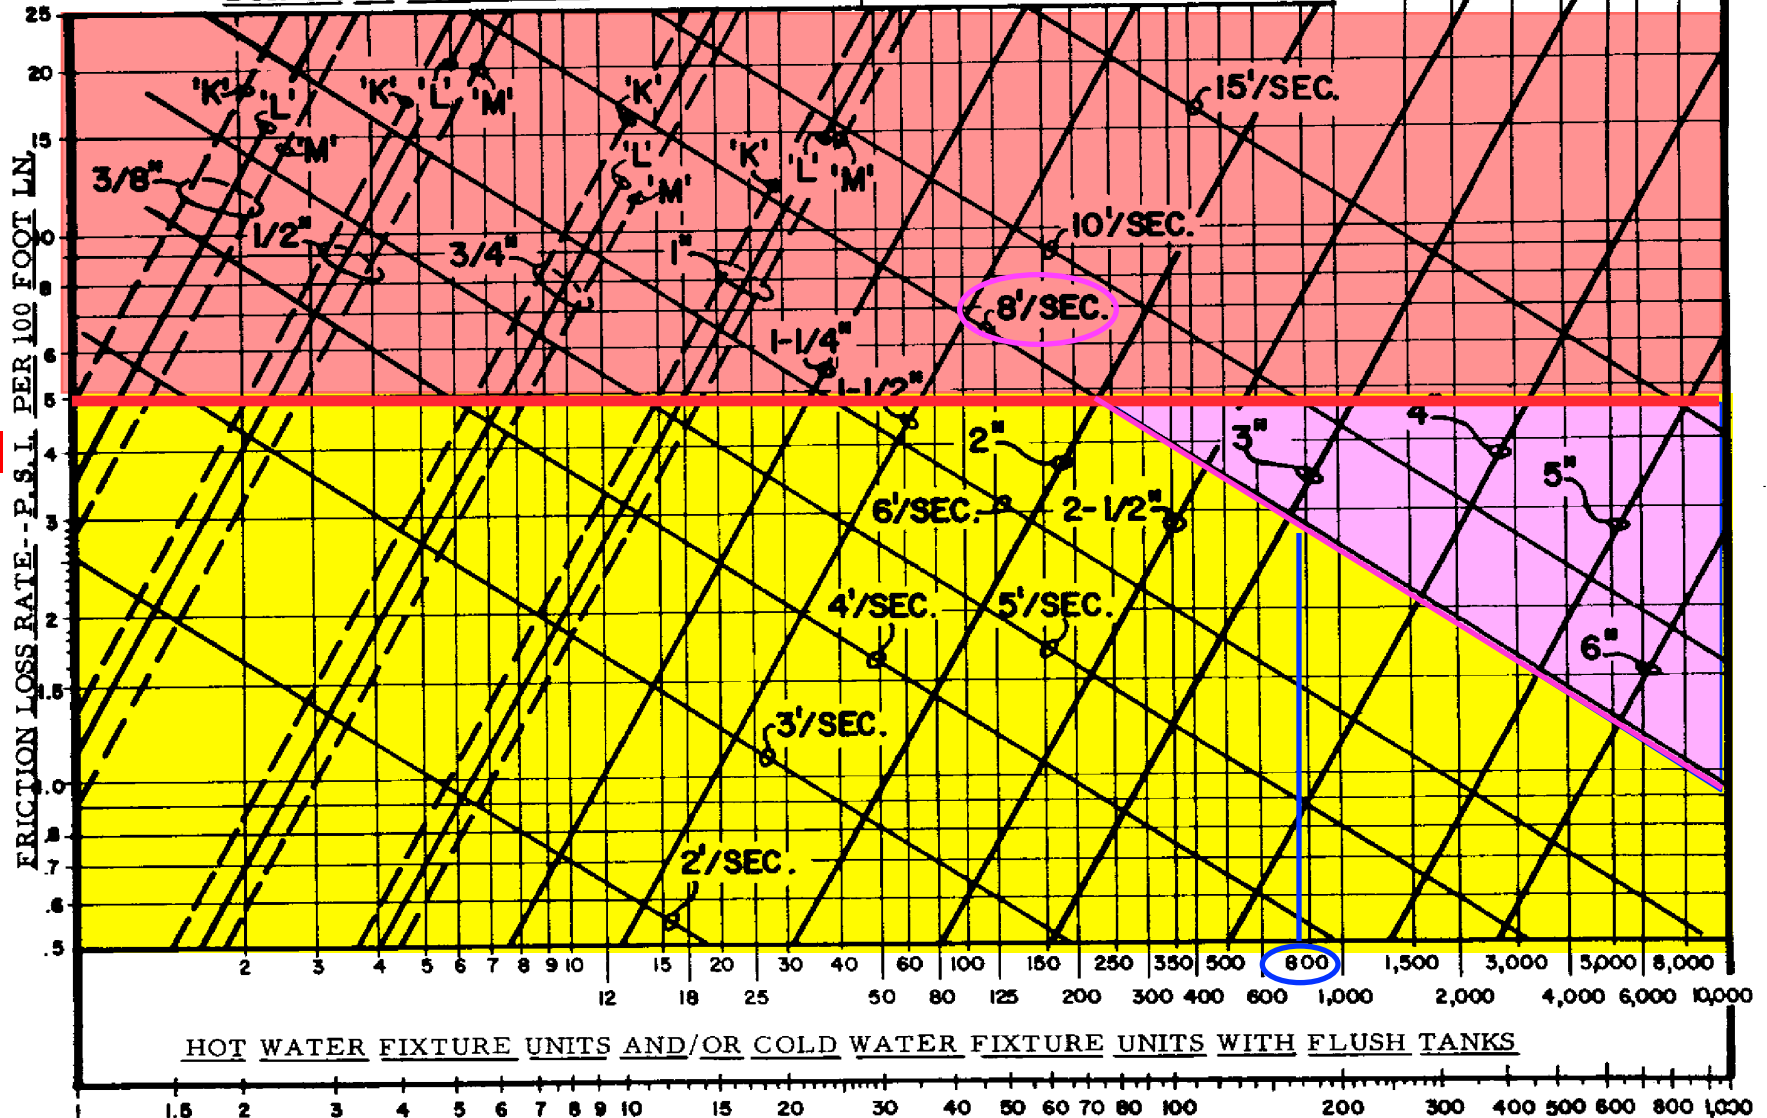 25
20
'K' 'L' 'K' 'L' 'M' 'K' 15'/SEC.
15
'M' 'L' 'K' 'L' 'M'
3/8" 'M'
10
1/2" 3/4" 1" 10'/SEC.
8
8'/SEC.
6
1-1/4"
1-1/2"
5
4" 3"
4
2" 5"
3
6'/SEC. 2-1/2"
2
4'/SEC. 5'/SEC.
6"
1.5
3'/SEC.
1.0
.8
.7
2'/SEC.
.6
.5
FRICTION LOSS RATE--P.S.I. PER 100 FOOT LN.
2 3 4 5 6 7 8 9 10 15 20 30 40 60 100 150 250 350 500 800 1,500 3,000 5,000 8,000
12 18 25 50 80 125 200 300 400 600 1,000 2,000 4,000 6,000 10,000
HOT WATER FIXTURE UNITS AND/OR COLD WATER FIXTURE UNITS WITH FLUSH TANKS
1 1.5 2 3 4 5 6 7 8 9 10 15 20 30 40 50 60 70 80 100 200 300 400 600 800 1,000